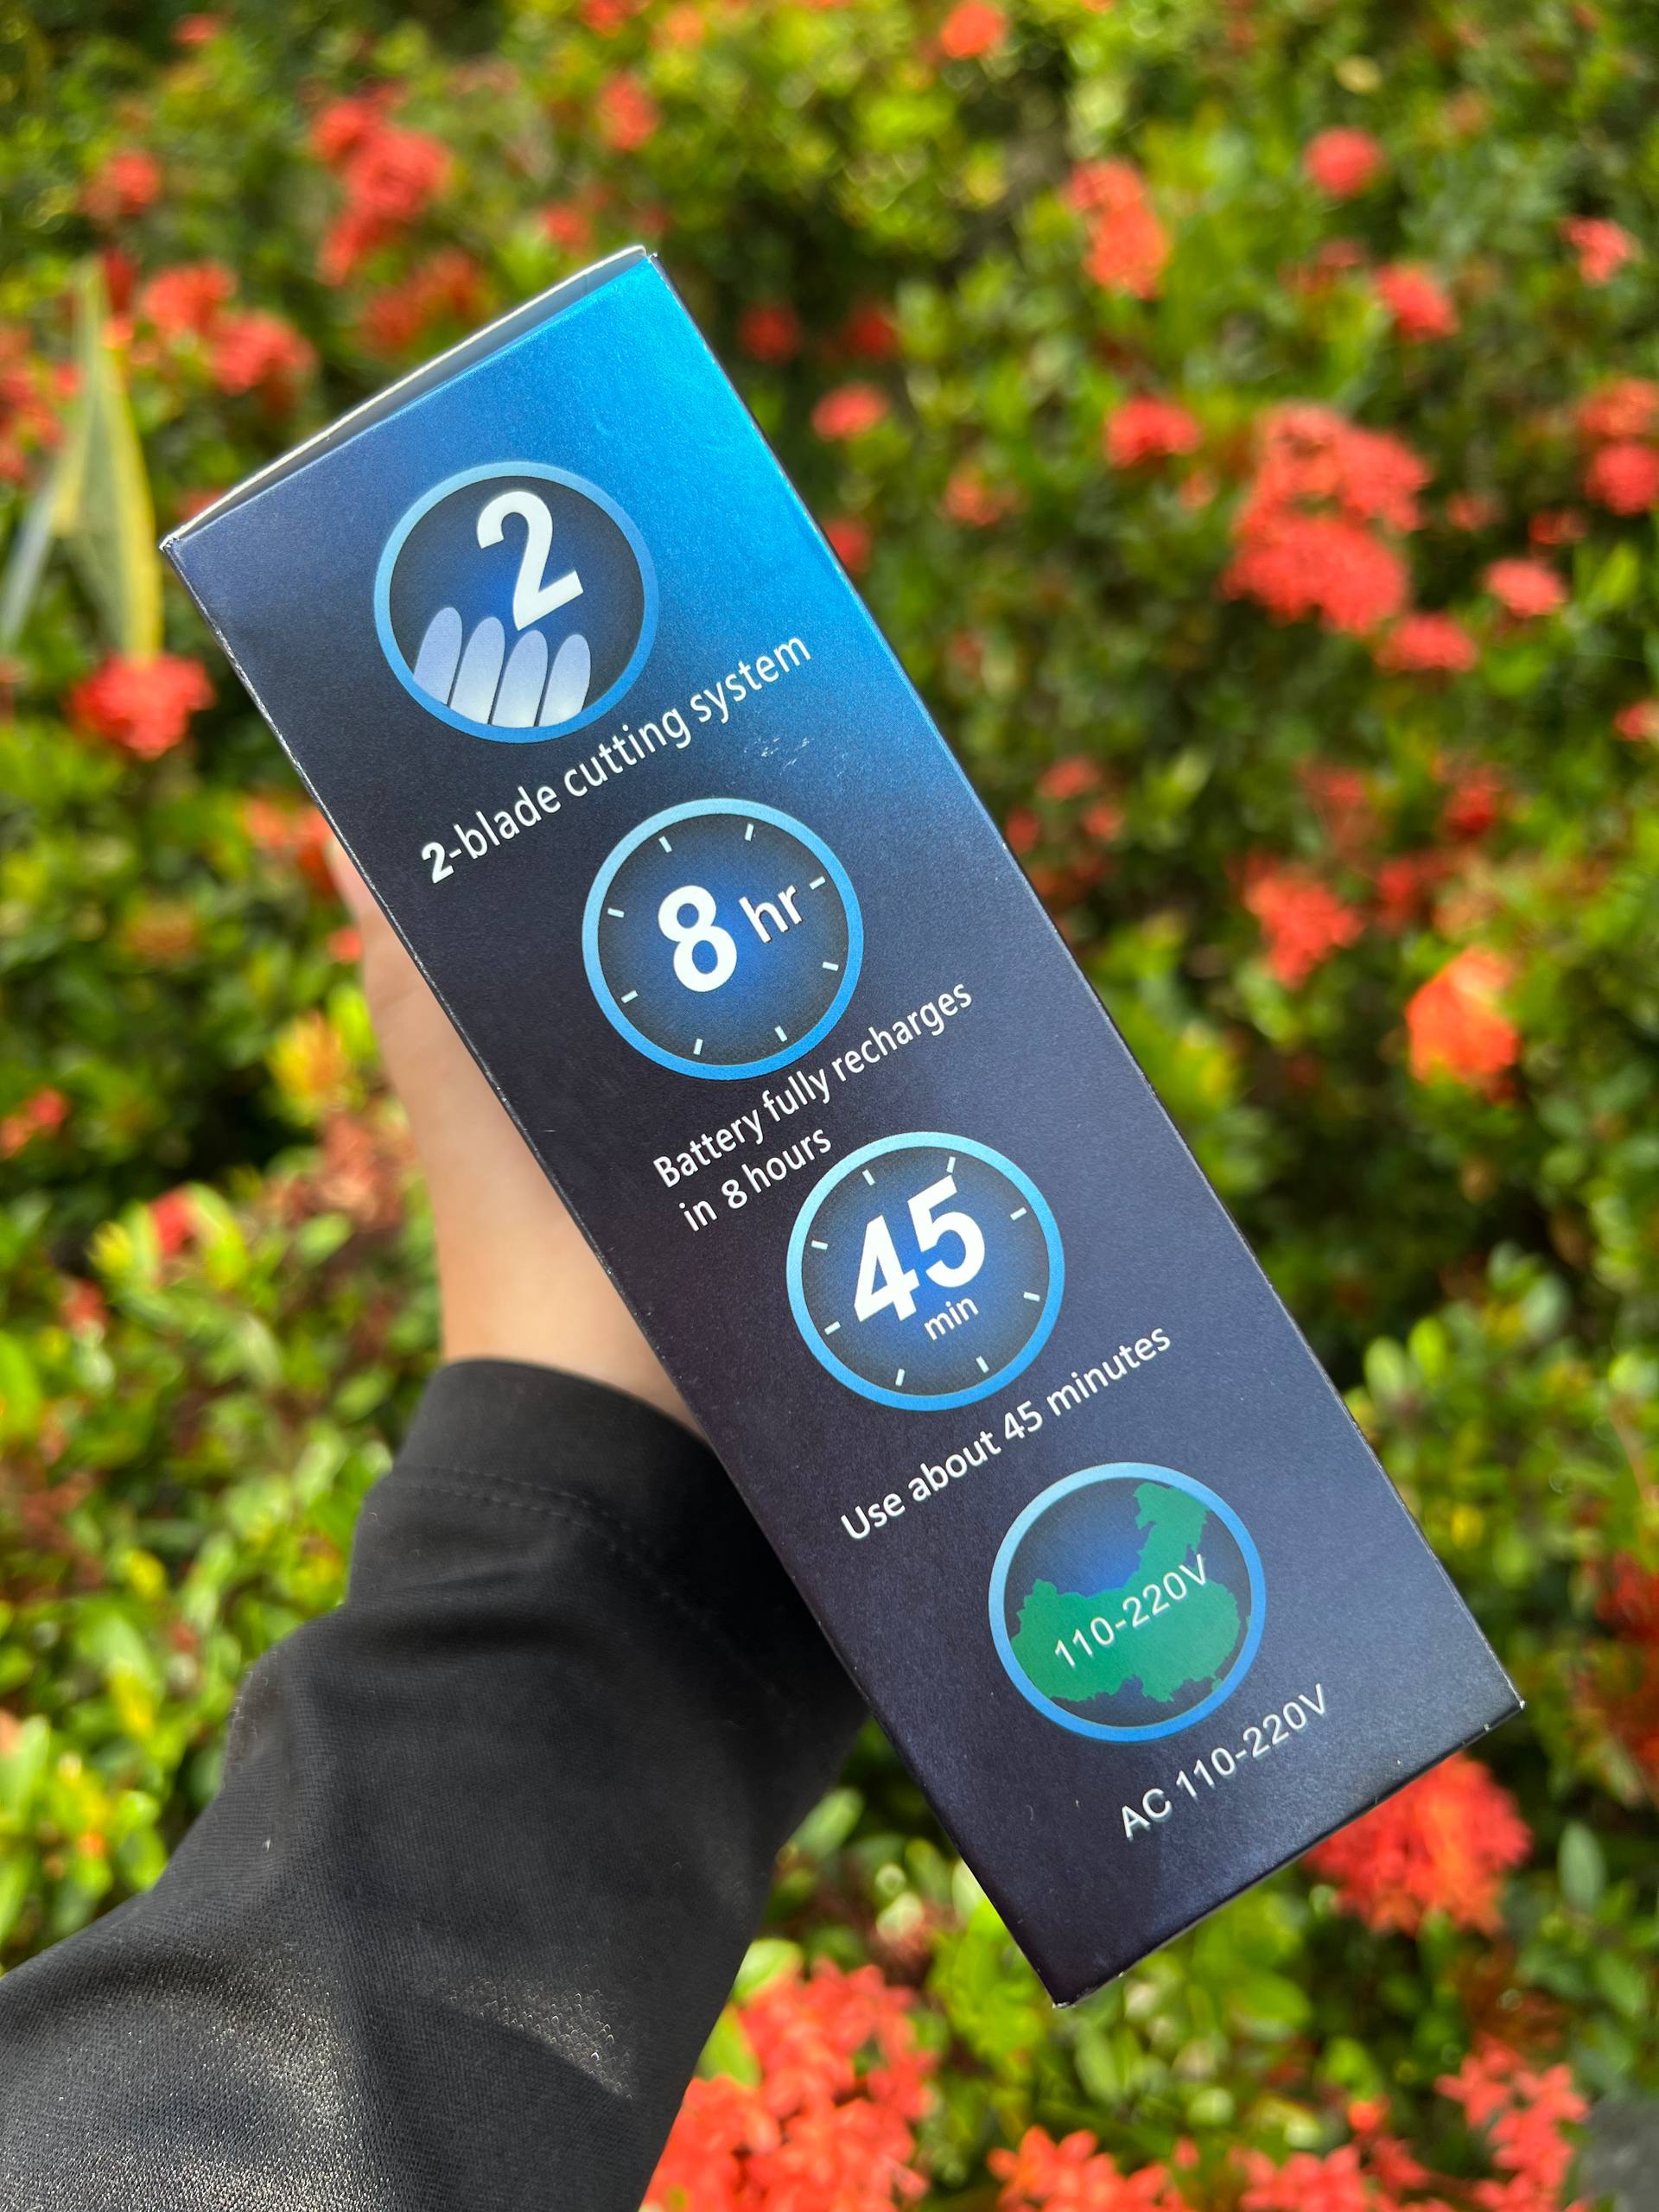 2
2-blade cutting system
8 hr
Battery fully recharges
in 8 hours
45
min
Use about 45 minutes
110-220V
AC 110-220V